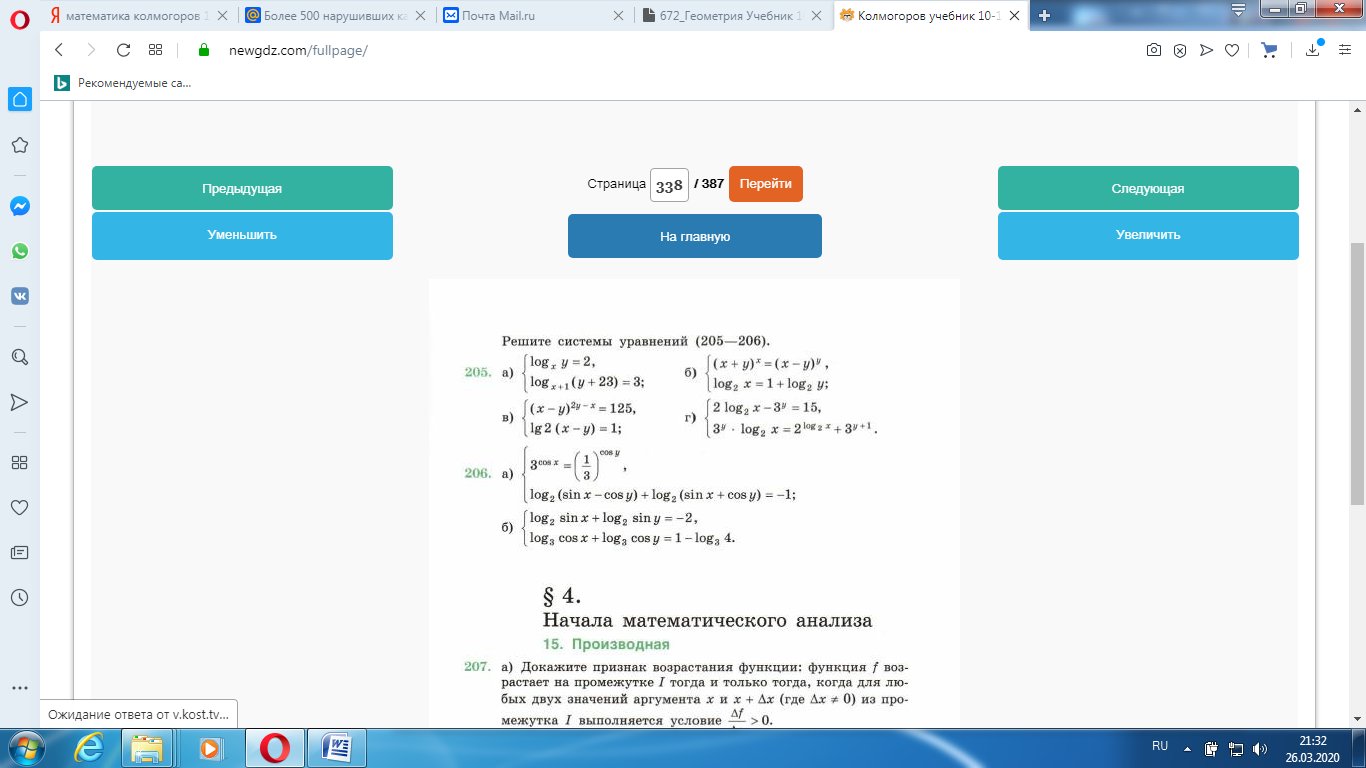 математика колмогоров 1
Более 500 нарушивших ка
Почта Mail.ru
672_Геометрия Учебник 1
Колмогоров учебник 10-1
newgdz.com/fullpage/
Рекомендуемые са...
Предыдущая
Страница 338 / 387 Перейти
Следующая
Уменьшить
На главную
Увеличить
Решите системы уравнений (205—206).
205. а) { log_x y = 2, б) { (x + y)^x = (x − y)^y,
log_{x+1} (y + 23) = 3; log_2 x = 1 + log_2 y;
в) { (x − y)^{2y − x} = 125, г) { 2 log_2 x − 3^y = 15,
lg 2 (x − y) = 1; 3^y · log_2 x = 2^{log_2 x} + 3^{y+1}.
206. а) { 3^{cos x} = (1/3)^{cos y},
log_2 (sin x − cos y) + log_2 (sin x + cos y) = −1;
б) { log_2 sin x + log_2 sin y = −2,
log_3 cos x + log_3 cos y = 1 − log_3 4.
§ 4.
Начала математического анализа
15. Производная
207. а) Докажите признак возрастания функции: функция f воз-
растает на промежутке I тогда и только тогда, когда для лю-
бых двух значений аргумента x и x + Δx (где Δx ≠ 0) из про-
межутка I выполняется условие Δf/ > 0.
Ожидание ответа от v.kost.tv...
RU
21:32
26.03.2020